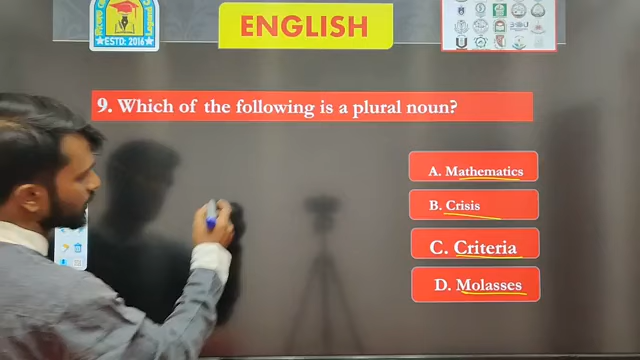 ENGLISH
ESTD: 2016
9. Which of the following is a plural noun?
A. Mathematics
B. Crisis
C. Criteria
D. Molasses